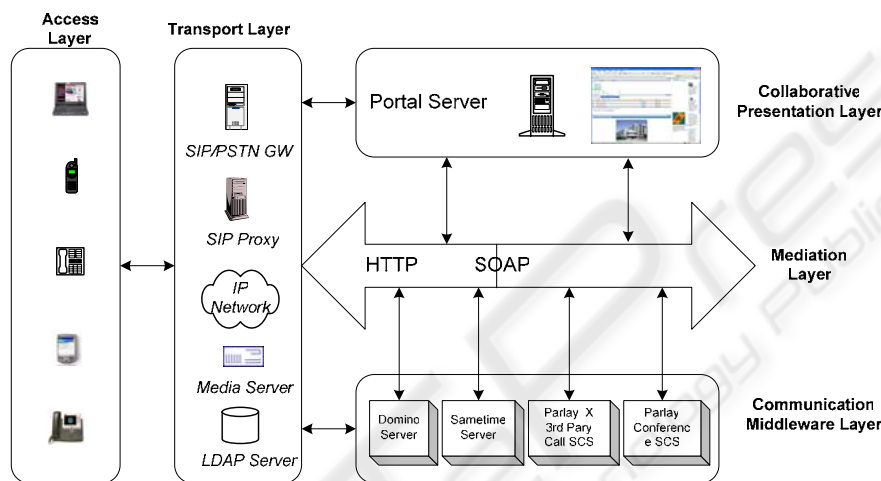 Access
Layer
Transport Layer
SIP/PSTN GW
SIP Proxy
IP
Network
Media Server
LDAP Server
Portal Server
Collaborative
Presentation Layer
HTTP
SOAP
Mediation
Layer
Domino
Server
Sametime
Server
Parlay X
3rd Pary
Call SCS
Parlay
Conferenc
e SCS
Communication
Middleware Layer